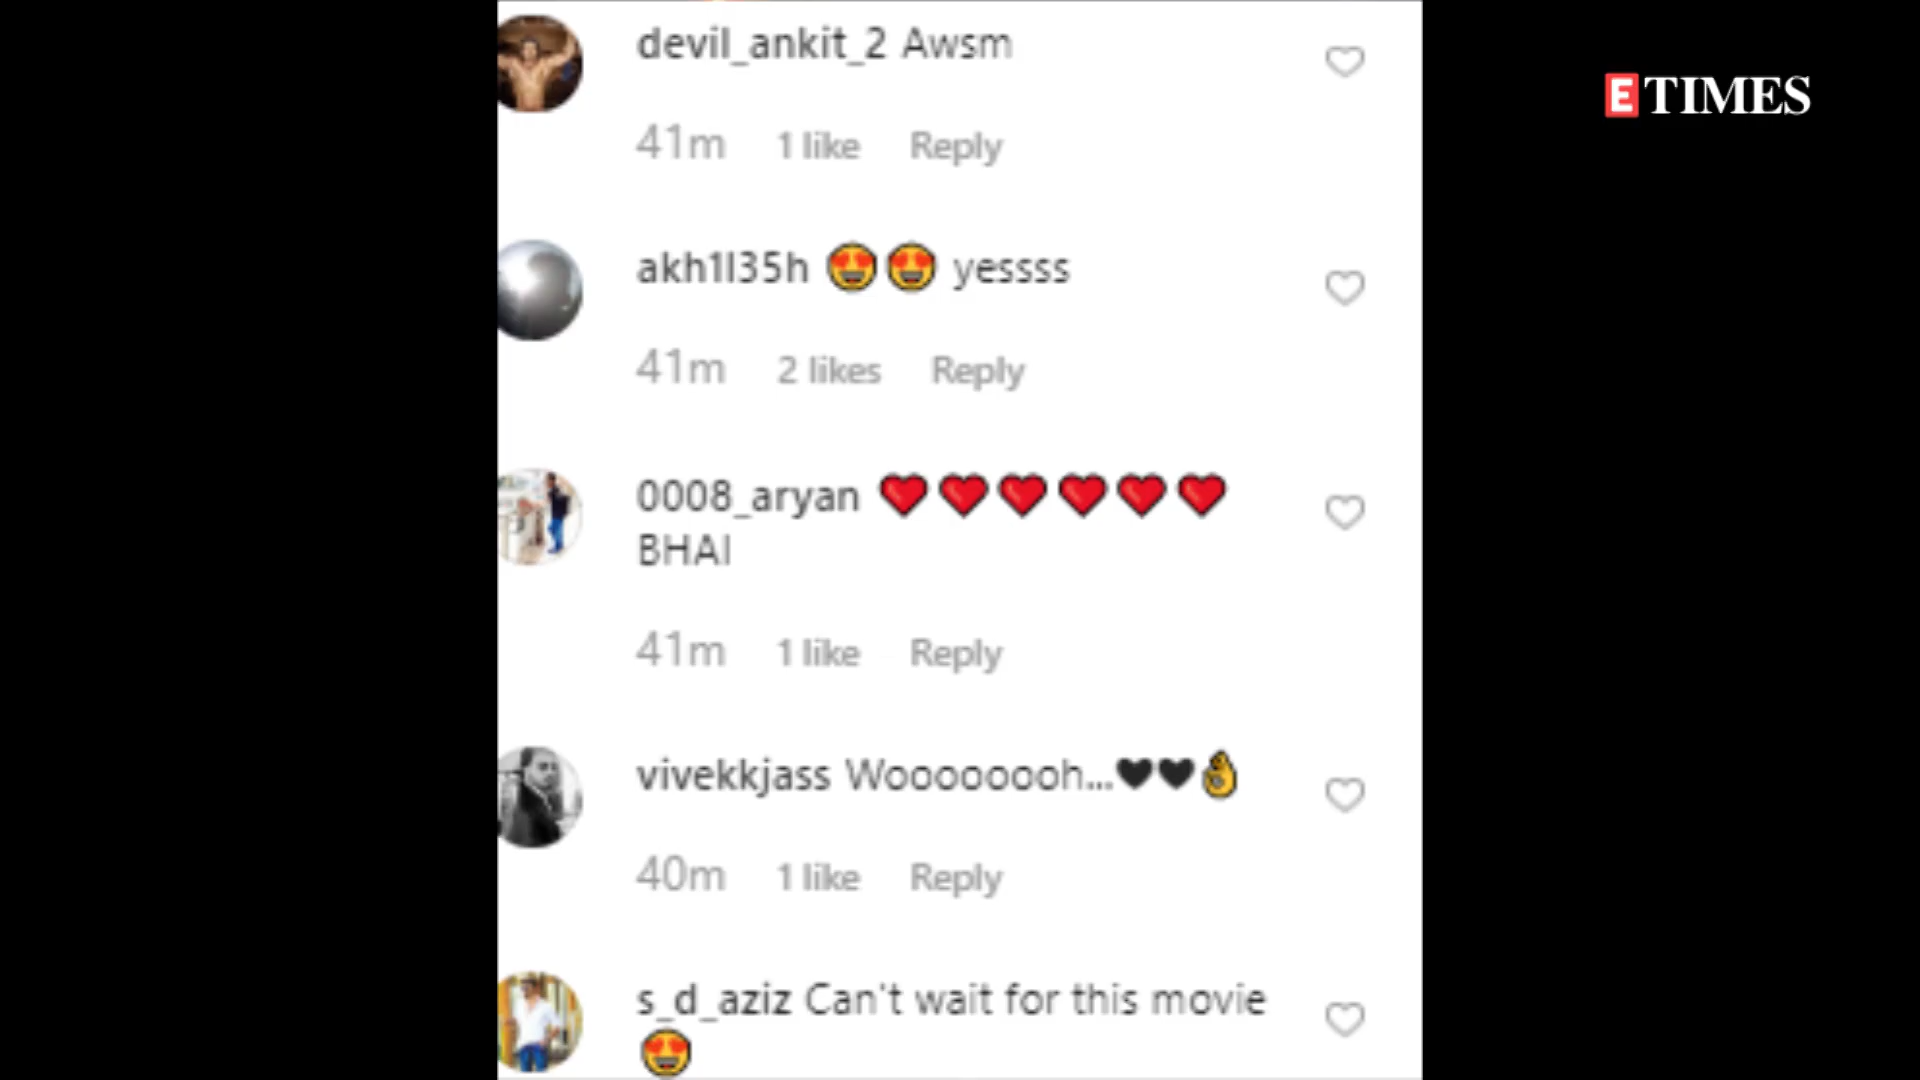 devil_ankit_2 Awsm
41m 1 like Reply
akh1l35h 😍😍 yessss
41m 2 likes Reply
0008_aryan ❤️❤️❤️❤️❤️❤️
BHAI
41m 1 like Reply
vivekkjass Woooooooh...🖤🖤👌
40m 1 like Reply
s_d_aziz Can't wait for this movie
😍
ETIMES